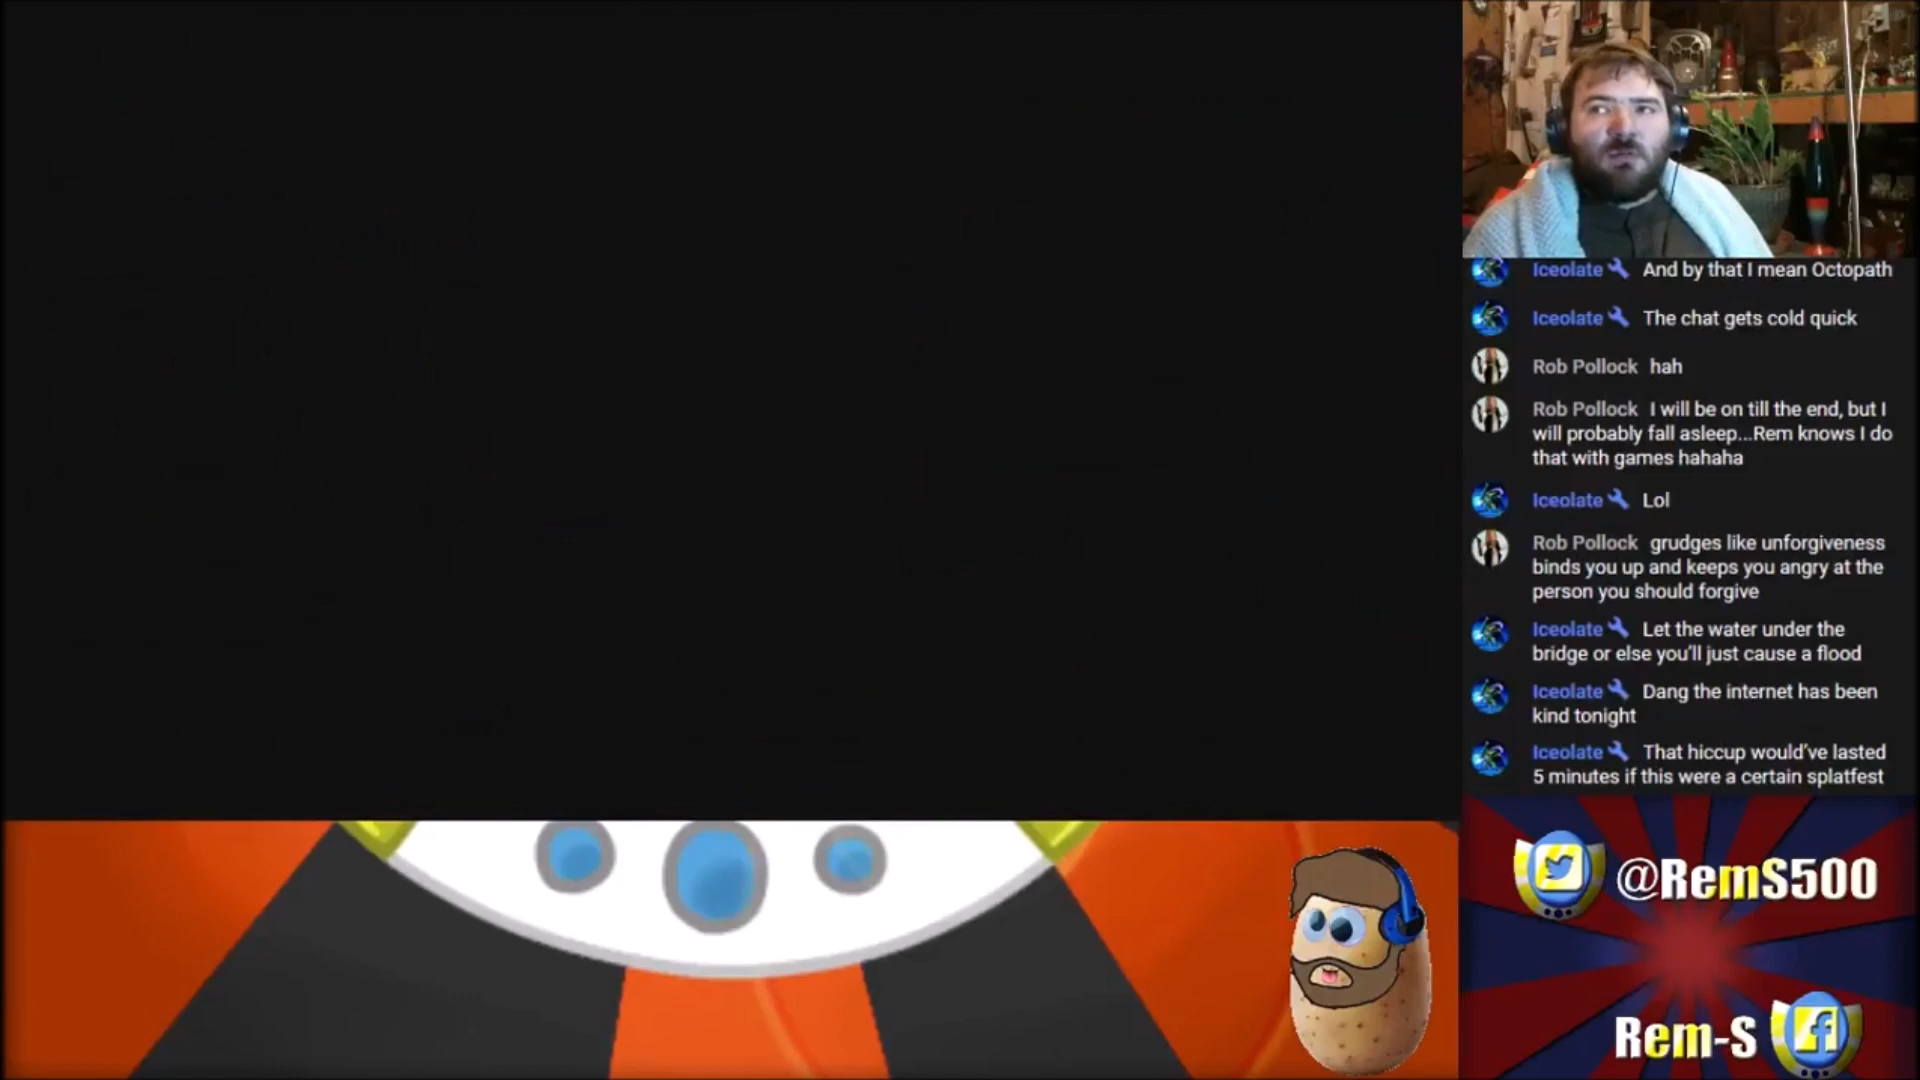 Iceolate And by that I mean Octopath
Iceolate The chat gets cold quick
Rob Pollock hah
Rob Pollock I will be on till the end, but I
will probably fall asleep...Rem knows I do
that with games hahaha
Iceolate Lol
Rob Pollock grudges like unforgiveness
binds you up and keeps you angry at the
person you should forgive
Iceolate Let the water under the
bridge or else you'll just cause a flood
Iceolate Dang the internet has been
kind tonight
Iceolate That hiccup would've lasted
5 minutes if this were a certain splatfest
@RemS500
Rem-S
f